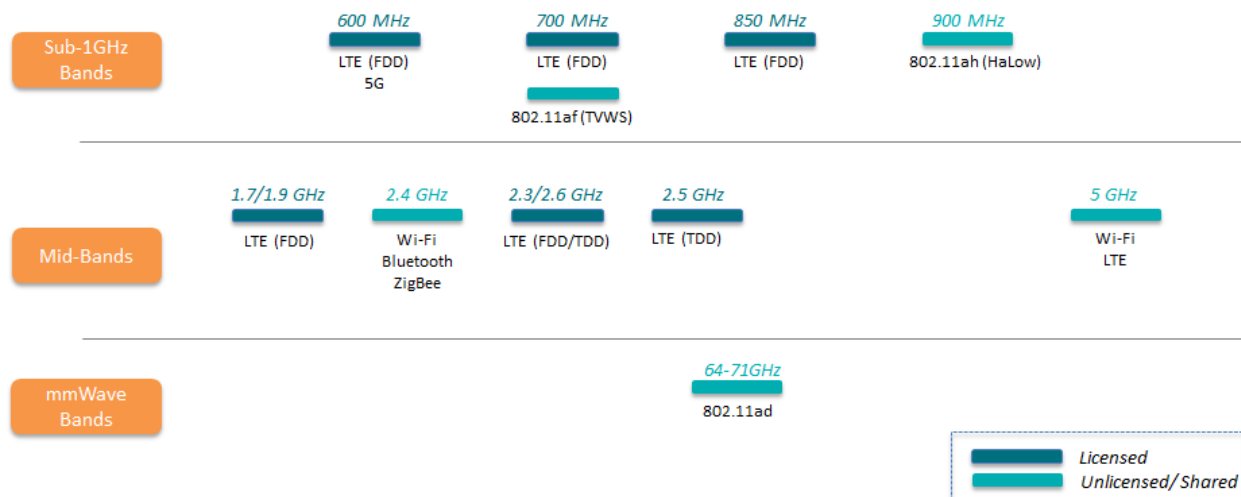 600 MHz
700 MHz
850 MHz
900 MHz
Sub-1GHz
Bands
LTE (FDD)
5G
LTE (FDD)
LTE (FDD)
802.11ah (HaLow)
802.11af (TVWS)
1.7/1.9 GHz
2.4 GHz
2.3/2.6 GHz
2.5 GHz
5 GHz
Mid-Bands
LTE (FDD)
Wi-Fi
Bluetooth
ZigBee
LTE (FDD/TDD)
LTE (TDD)
Wi-Fi
LTE
64-71GHz
mmWave
Bands
802.11ad
Licensed
Unlicensed/Shared